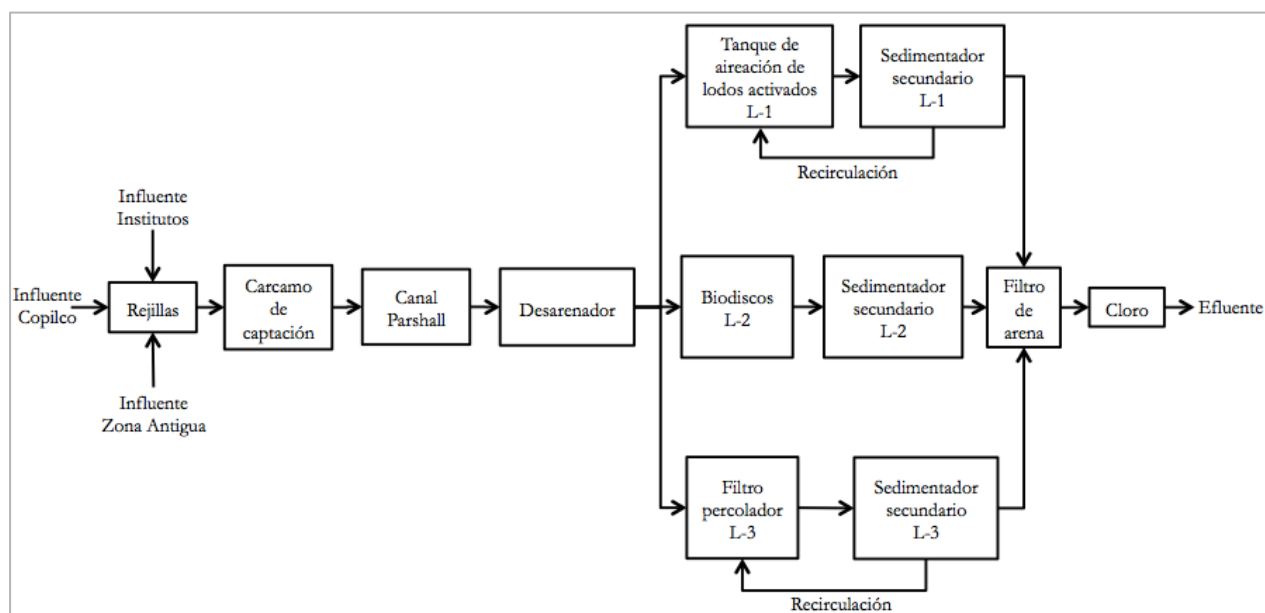 Tanque de
aireación de
lodos activados
L-1
Sedimentador
secundario
L-1
Recirculación
Influente
Institutos
Influente
Copilco
Rejillas
Influente
Zona Antigua
Carcamo
de
captación
Canal
Parshall
Desarenador
Biodiscos
L-2
Sedimentador
secundario
L-2
Filtro
de
arena
Cloro
Efluente
Filtro
percolador
L-3
Sedimentador
secundario
L-3
Recirculación